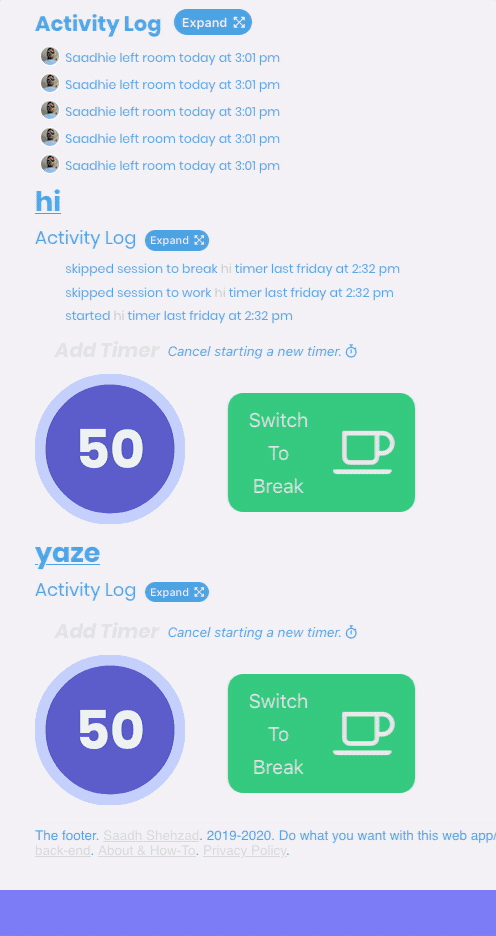 Activity Log Expand
Saadhie left room today at 3:01 pm
Saadhie left room today at 3:01 pm
Saadhie left room today at 3:01 pm
Saadhie left room today at 3:01 pm
Saadhie left room today at 3:01 pm
hi
Activity Log Expand
skipped session to break hi timer last friday at 2:32 pm
skipped session to work hi timer last friday at 2:32 pm
started hi timer last friday at 2:32 pm
Add Timer Cancel starting a new timer.
50
Switch
To
Break
yaze
Activity Log Expand
Add Timer Cancel starting a new timer.
50
Switch
To
Break
The footer. Saadh Shehzad. 2019-2020. Do what you want with this web app/
back-end. About & How-To. Privacy Policy.